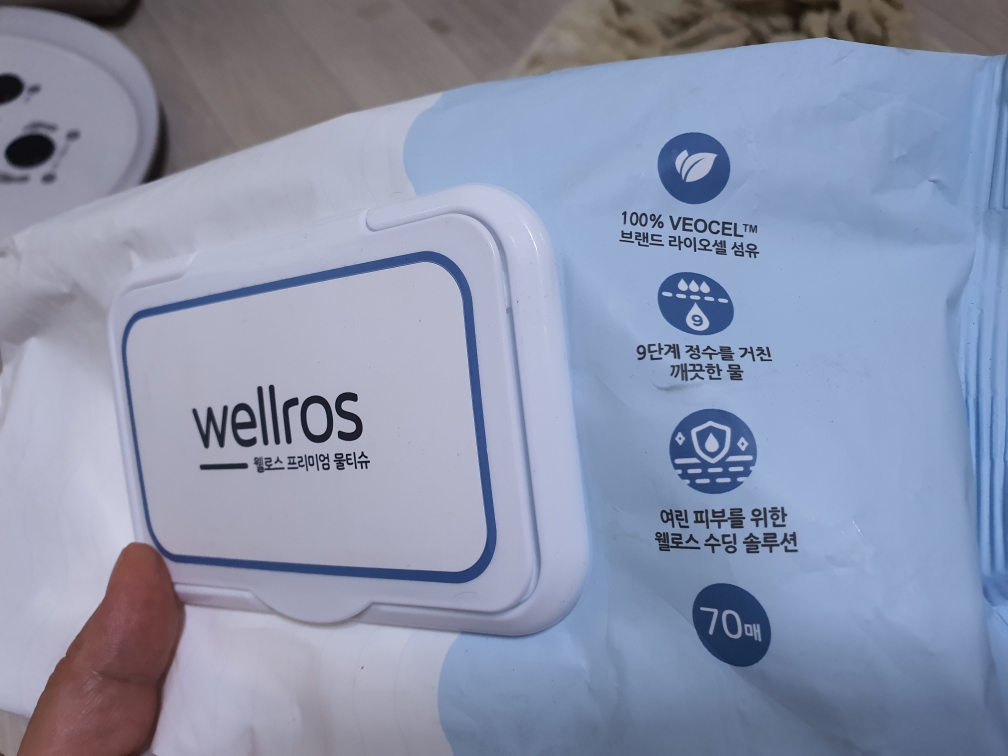 wellros
웰로스 프리미엄 물티슈
100% VEOCEL™
브랜드 라이오셀 섬유
9
9단계 정수를 거친
깨끗한 물
여린 피부를 위한
웰로스 수딩 솔루션
70매